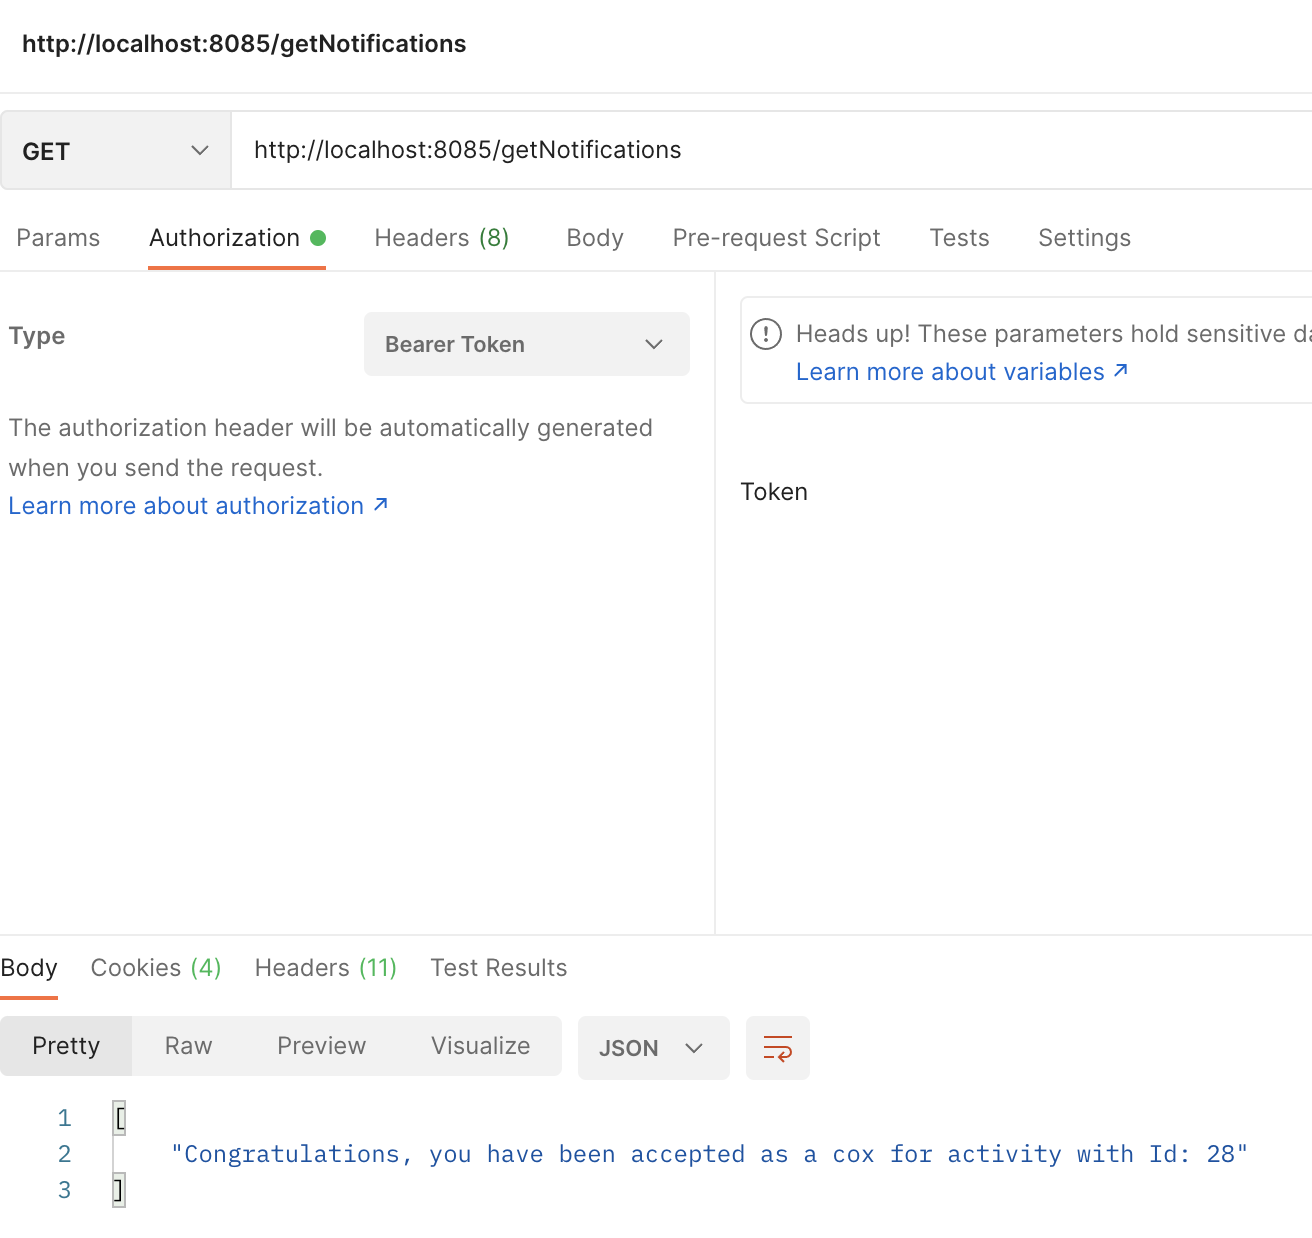 http://localhost:8085/getNotifications
GET http://localhost:8085/getNotifications
Params Authorization Headers (8) Body Pre-request Script Tests Settings
Type Bearer Token
The authorization header will be automatically generated
when you send the request.
Learn more about authorization ↗
Heads up! These parameters hold sensitive da
Learn more about variables ↗
Token
Body Cookies (4) Headers (11) Test Results
Pretty Raw Preview Visualize JSON
1 [
2 "Congratulations, you have been accepted as a cox for activity with Id: 28"
3 ]